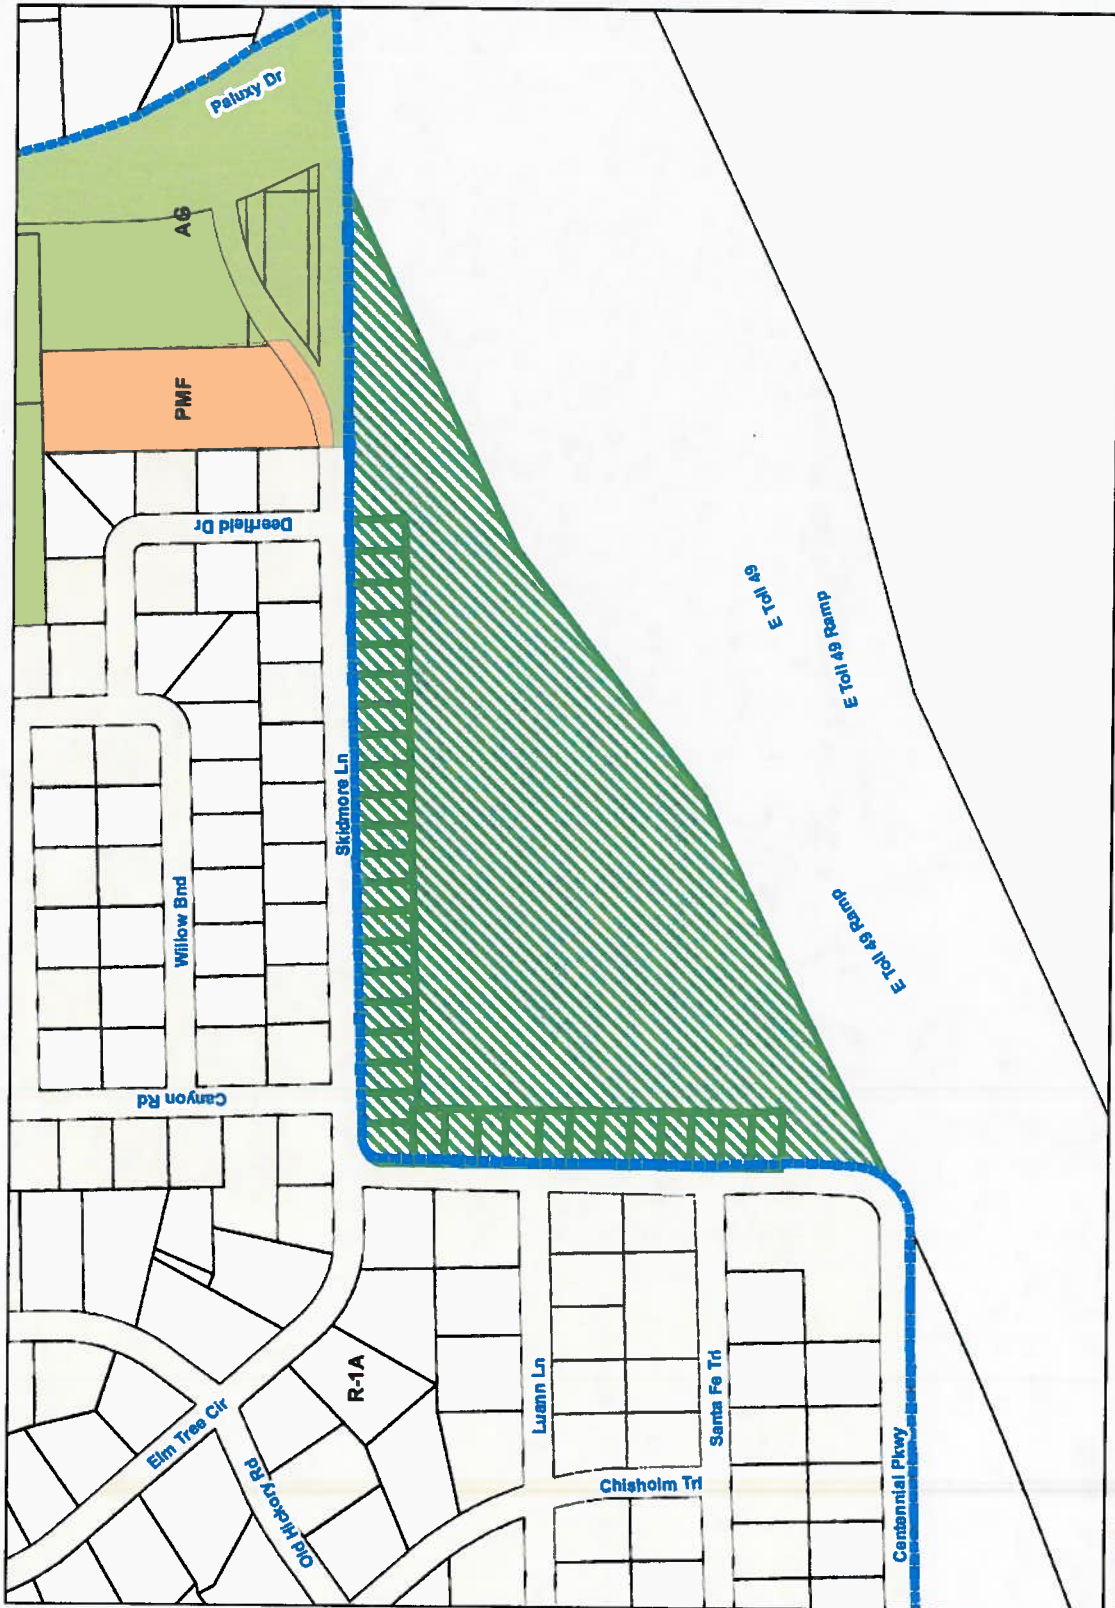 Paluxy Dr
AG
PMF
Deerfield Dr
E Toll 49
E Toll 49 Ramp
Skidmore Ln
Willow Bnd
E Toll 49 Ramp
Canyon Rd
R-1A
Luann Ln
Santa Fe Trl
Elm Tree Cir
Old Hickory Rd
Chisholm Trl
Centennial Pkwy